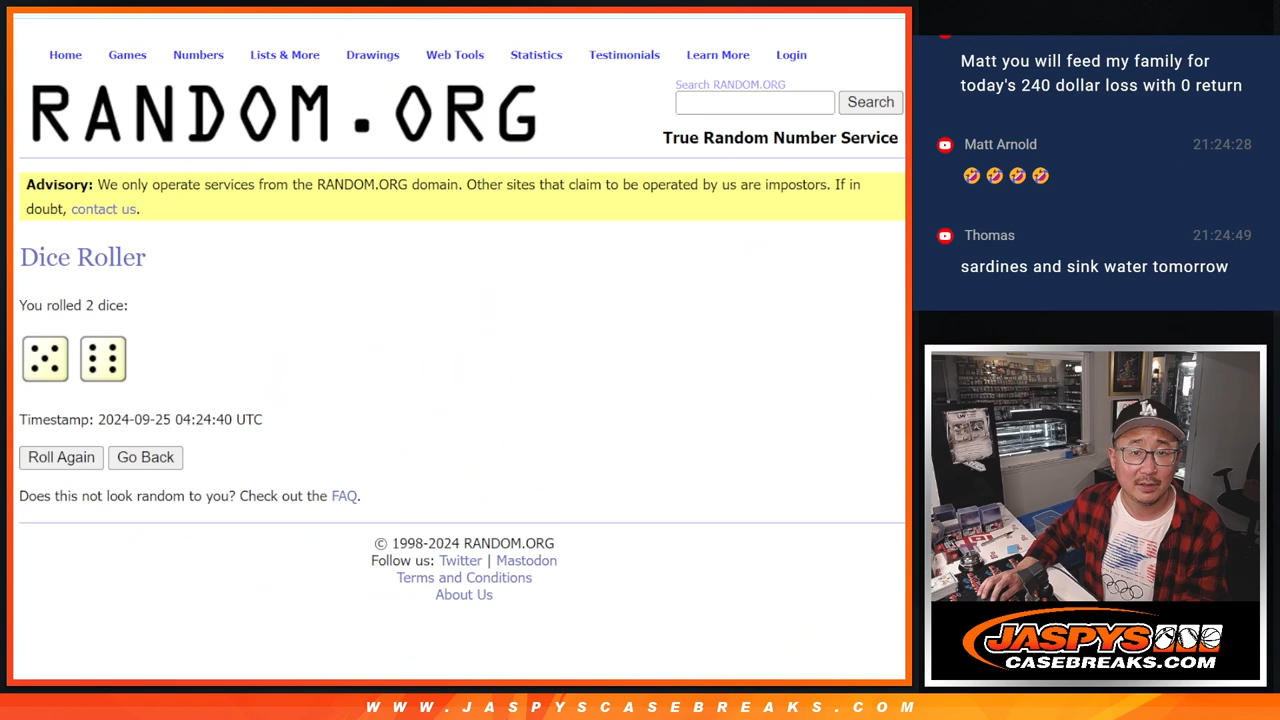 Home Games Numbers Lists & More Drawings Web Tools Statistics Testimonials Learn More Login
RANDOM.ORG
Search RANDOM.ORG
Search
True Random Number Service
Advisory: We only operate services from the RANDOM.ORG domain. Other sites that claim to be operated by us are impostors. If in
doubt, contact us.
Dice Roller
You rolled 2 dice:
Timestamp: 2024-09-25 04:24:40 UTC
Roll Again Go Back
Does this not look random to you? Check out the FAQ.
© 1998-2024 RANDOM.ORG
Follow us: Twitter | Mastodon
Terms and Conditions
About Us
Matt you will feed my family for
today's 240 dollar loss with 0 return
Matt Arnold 21:24:28
🤣🤣🤣🤣
Thomas 21:24:49
sardines and sink water tomorrow
LA
JASPYS
CASEBREAKS.COM
WWW.JASPYSCASEBREAKS.COM